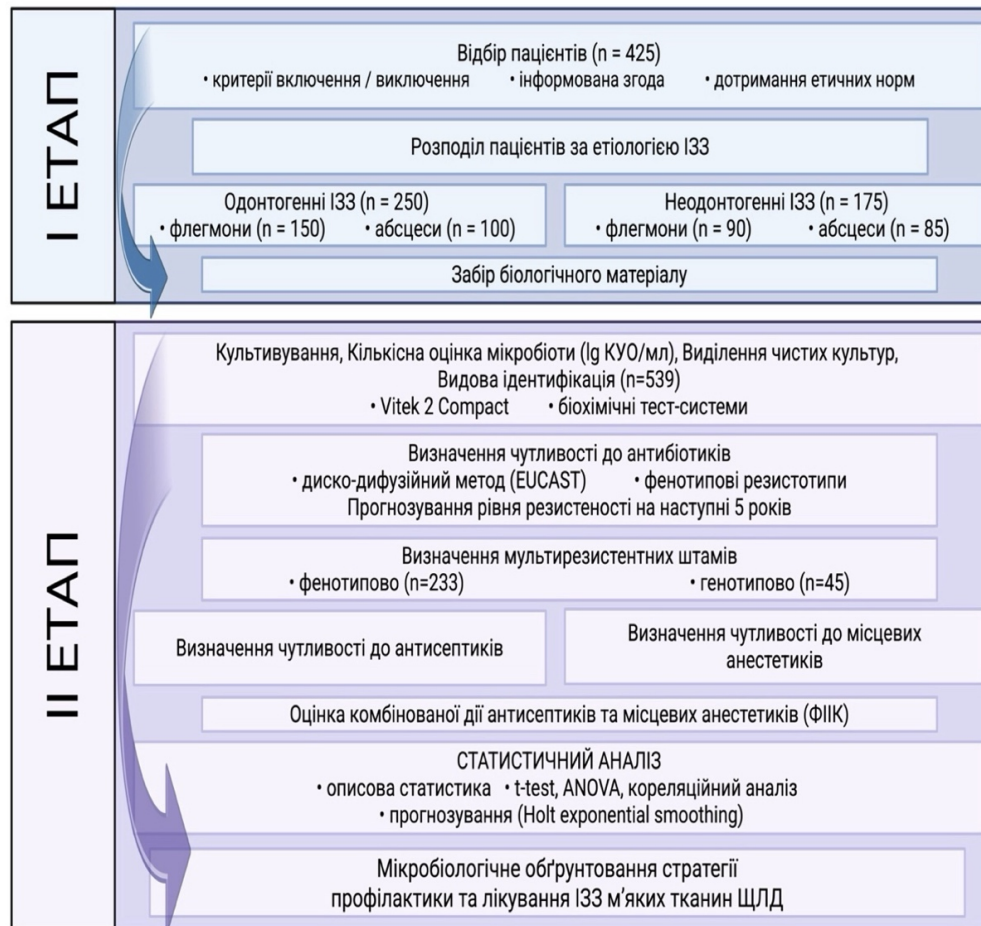 І ЕТАП
Відбір пацієнтів (n = 425)
• критерії включення / виключення • інформована згода • дотримання етичних норм
Розподіл пацієнтів за етіологією ІЗЗ
Одонтогенні ІЗЗ (n = 250)
• флегмони (n = 150) • абсцеси (n = 100)
Неодонтогенні ІЗЗ (n = 175)
• флегмони (n = 90) • абсцеси (n = 85)
Забір біологічного матеріалу
ІІ ЕТАП
Культивування, Кількісна оцінка мікробіоти (lg КУО/мл), Виділення чистих культур,
Видова ідентифікація (n=539)
• Vitek 2 Compact • біохімічні тест-системи
Визначення чутливості до антибіотиків
• диско-дифузійний метод (EUCAST) • фенотипові резистотипи
Прогнозування рівня резистеності на наступні 5 років
Визначення мультирезистентних штамів
• фенотипово (n=233) • генотипово (n=45)
Визначення чутливості до антисептиків
Визначення чутливості до місцевих
анестетиків
Оцінка комбінованої дії антисептиків та місцевих анестетиків (ФІІК)
СТАТИСТИЧНИЙ АНАЛІЗ
• описова статистика • t-test, ANOVA, кореляційний аналіз
• прогнозування (Holt exponential smoothing)
Мікробіологічне обґрунтовання стратегії
профілактики та лікування ІЗЗ м’яких тканин ЩЛД